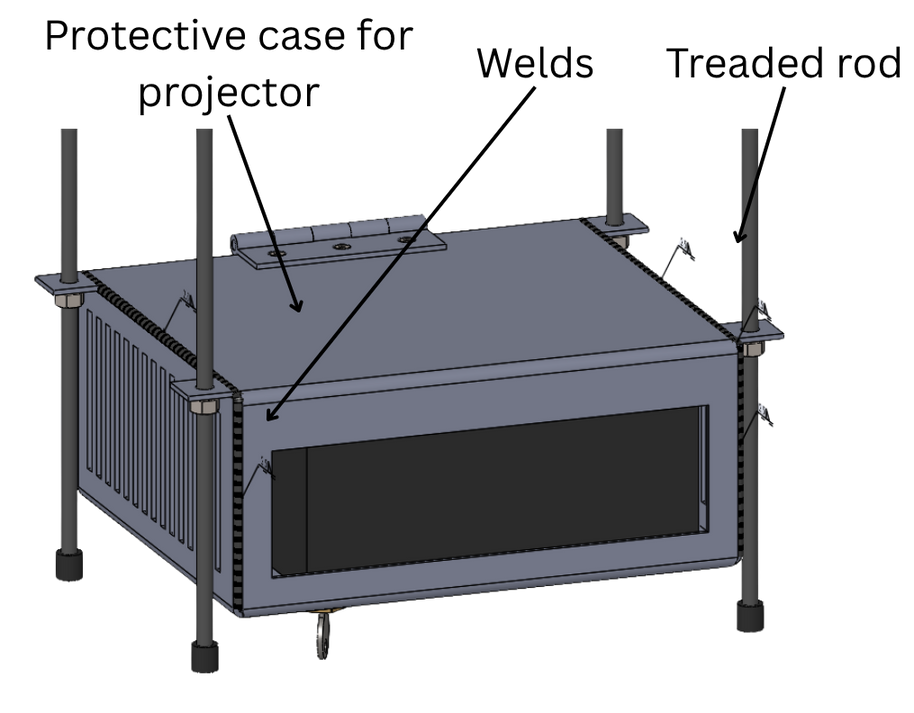 Protective case for
projector
Welds
Treaded rod